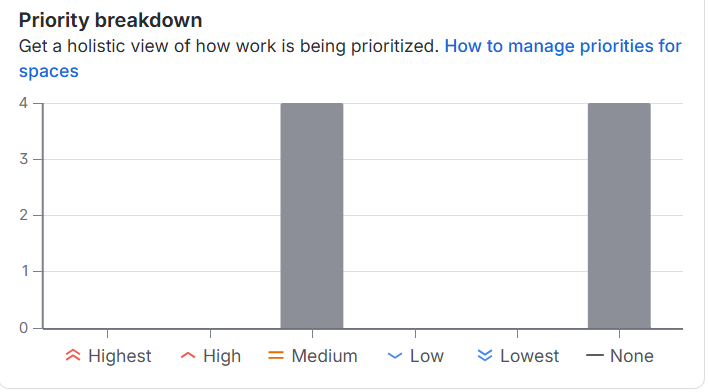 Priority breakdown
Get a holistic view of how work is being prioritized. How to manage priorities for
spaces
4
3
2
1
0
Highest High Medium Low Lowest None